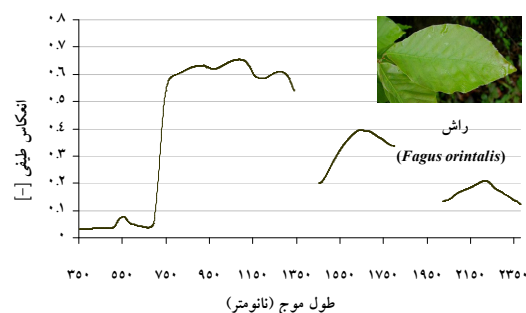 ۰.۸
۰.۷
۰.۶
۰.۵
۰.۴
۰.۳
۰.۲
۰.۱
۰
انعکاس طیفی [-]
راش
(Fagus orintalis)
۳۵۰ ۵۵۰ ۷۵۰ ۹۵۰ ۱۱۵۰ ۱۳۵۰ ۱۵۵۰ ۱۷۵۰ ۱۹۵۰ ۲۱۵۰ ۲۳۵۰
طول موج (نانومتر)